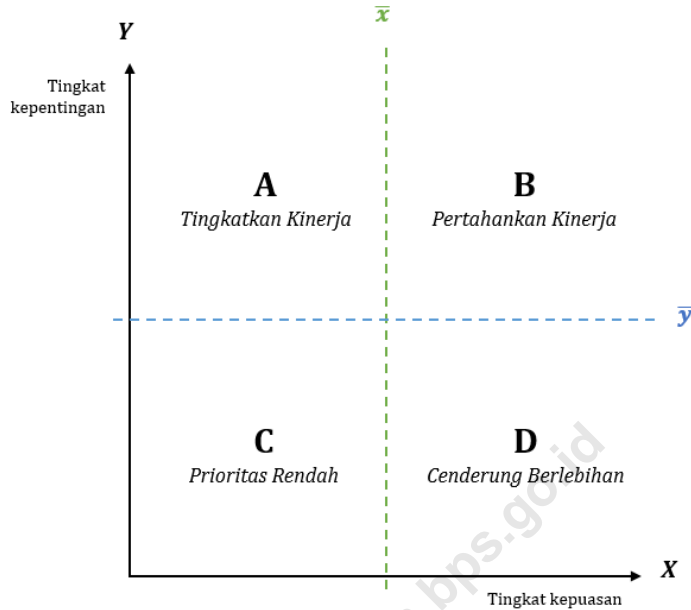 x̅
Y
Tingkat
kepentingan
A
Tingkatkan Kinerja
B
Pertahankan Kinerja
y̅
C
Prioritas Rendah
D
Cenderung Berlebihan
X
Tingkat kepuasan
bps.go.id